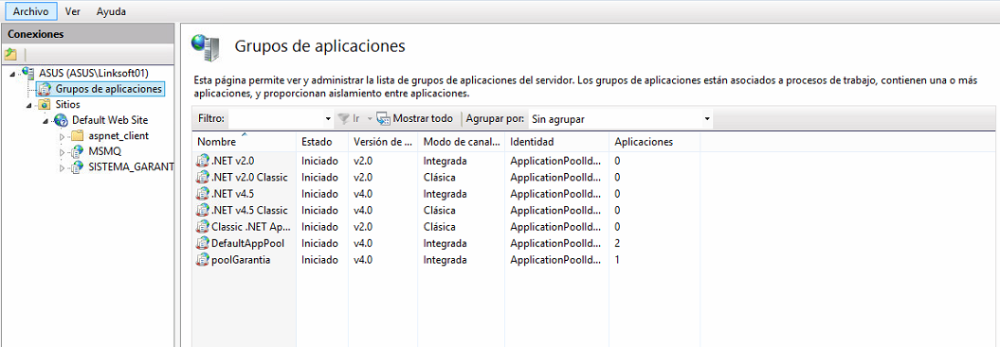 Archivo Ver Ayuda
Conexiones
ASUS (ASUS\Linksoft01)
Grupos de aplicaciones
Sitios
Default Web Site
aspnet_client
MSMQ
SISTEMA_GARANT
Grupos de aplicaciones
Esta página permite ver y administrar la lista de grupos de aplicaciones del servidor. Los grupos de aplicaciones están asociados a procesos de trabajo, contienen una o más
aplicaciones, y proporcionan aislamiento entre aplicaciones.
Filtro: Ir Mostrar todo Agrupar por: Sin agrupar
Nombre Estado Versión de ... Modo de canal... Identidad Aplicaciones
.NET v2.0 Iniciado v2.0 Integrada ApplicationPoolId... 0
.NET v2.0 Classic Iniciado v2.0 Clásica ApplicationPoolId... 0
.NET v4.5 Iniciado v4.0 Integrada ApplicationPoolId... 0
.NET v4.5 Classic Iniciado v4.0 Clásica ApplicationPoolId... 0
Classic .NET Ap... Iniciado v2.0 Clásica ApplicationPoolId... 0
DefaultAppPool Iniciado v4.0 Integrada ApplicationPoolId... 2
poolGarantia Iniciado v4.0 Integrada ApplicationPoolId... 1